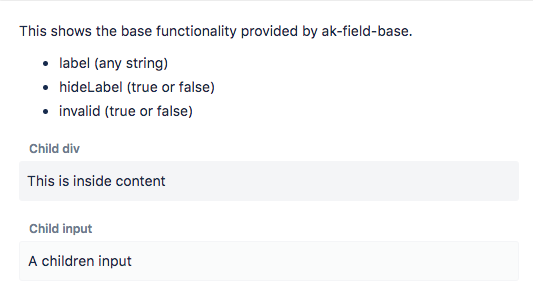 This shows the base functionality provided by ak-field-base.
• label (any string)
• hideLabel (true or false)
• invalid (true or false)
Child div
This is inside content
Child input
A children input